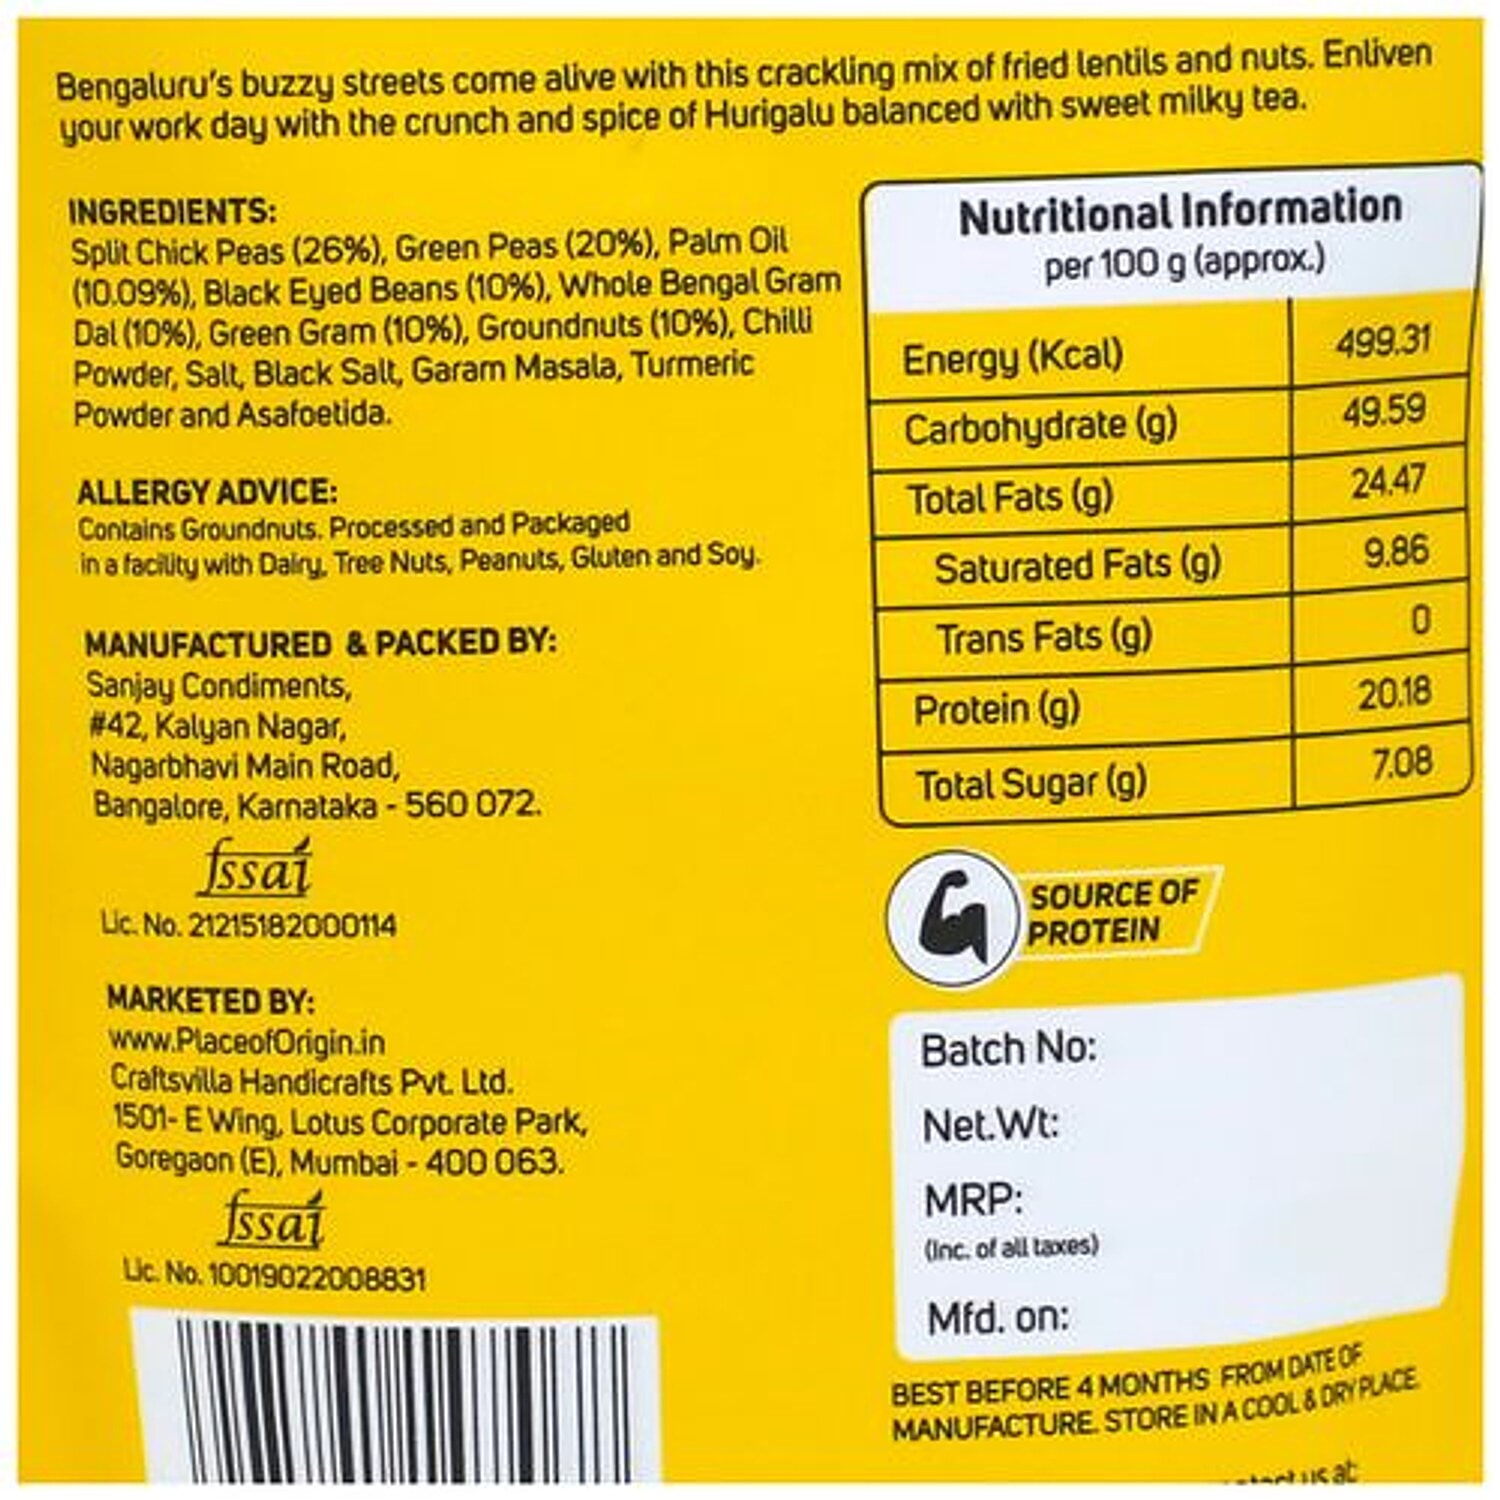 Bengaluru's buzzy streets come alive with this crackling mix of fried lentils and nuts. Enliven
your work day with the crunch and spice of Hurigalu balanced with sweet milky tea.
INGREDIENTS:
Split Chick Peas (26%), Green Peas (20%), Palm Oil
(10.09%), Black Eyed Beans (10%), Whole Bengal Gram
Dal (10%), Green Gram (10%), Groundnuts (10%), Chilli
Powder, Salt, Black Salt, Garam Masala, Turmeric
Powder and Asafoetida.
ALLERGY ADVICE:
Contains Groundnuts. Processed and Packaged
in a facility with Dairy, Tree Nuts, Peanuts, Gluten and Soy.
MANUFACTURED & PACKED BY:
Sanjay Condiments,
#42, Kalyan Nagar,
Nagarbhavi Main Road,
Bangalore, Karnataka - 560 072.
fssai
Lic. No. 21215182000114
MARKETED BY:
www.PlaceofOrigin.in
Craftsvilla Handicrafts Pvt. Ltd.
1501- E Wing, Lotus Corporate Park,
Goregaon (E), Mumbai - 400 063.
fssai
Lic. No. 10019022008831
Nutritional Information
per 100 g (approx.)
Energy (Kcal) 499.31
Carbohydrate (g) 49.59
Total Fats (g) 24.47
Saturated Fats (g) 9.86
Trans Fats (g) 0
Protein (g) 20.18
Total Sugar (g) 7.08
SOURCE OF
PROTEIN
Batch No:
Net.Wt:
MRP:
(Inc. of all taxes)
Mfd. on:
BEST BEFORE 4 MONTHS FROM DATE OF
MANUFACTURE. STORE IN A COOL & DRY PLACE.
us at: